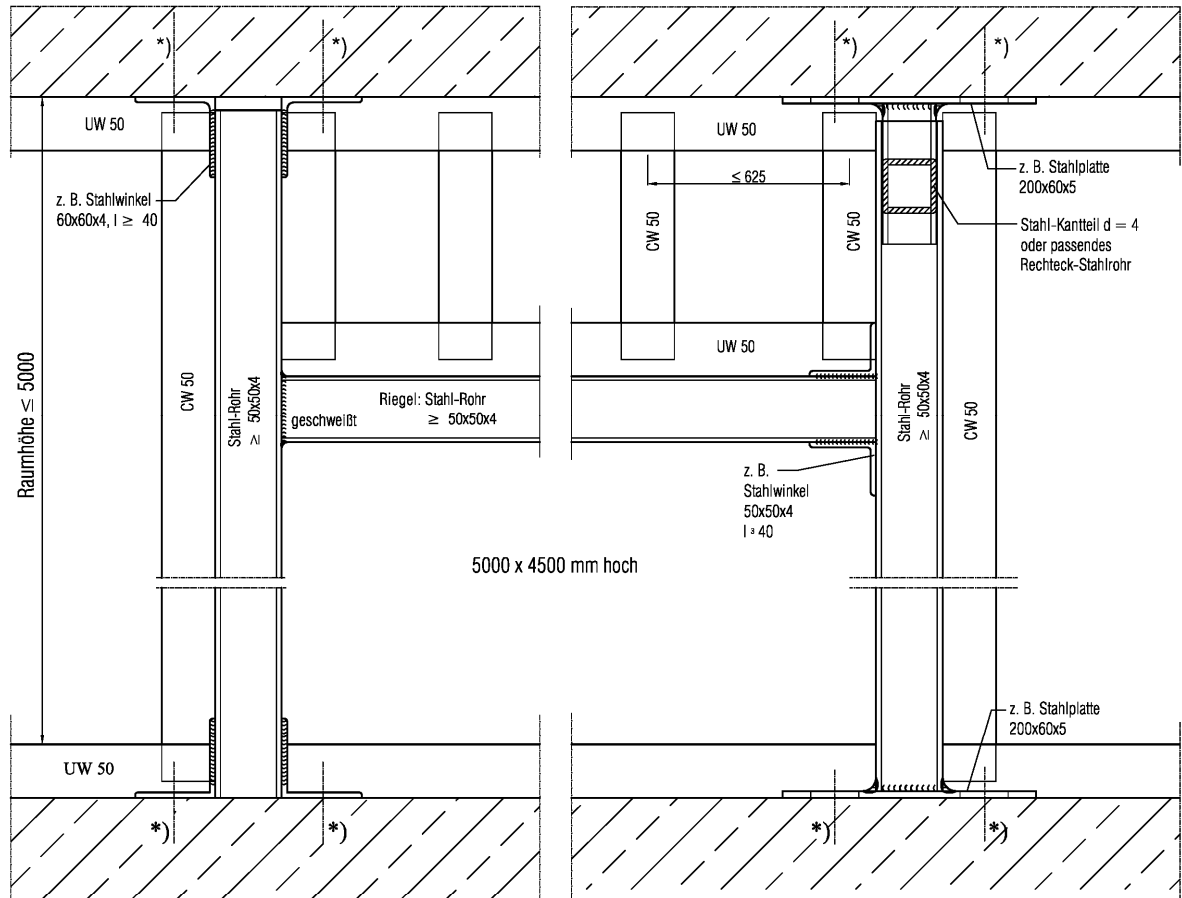 *)
*)
*)
*)
UW 50
UW 50
z. B. Stahlwinkel
60x60x4, l ≥ 40
≤ 625
z. B. Stahlplatte
200x60x5
Stahl-Kantteil d = 4
oder passendes
Rechteck-Stahlrohr
CW 50
CW 50
UW 50
Raumhöhe ≤ 5000
CW 50
Stahl-Rohr
≥ 50x50x4
geschweißt
Riegel: Stahl-Rohr
≥ 50x50x4
Stahl-Rohr
≥ 50x50x4
CW 50
z. B.
Stahlwinkel
50x50x4
l ³ 40
5000 x 4500 mm hoch
z. B. Stahlplatte
200x60x5
UW 50
*)
*)
*)
*)